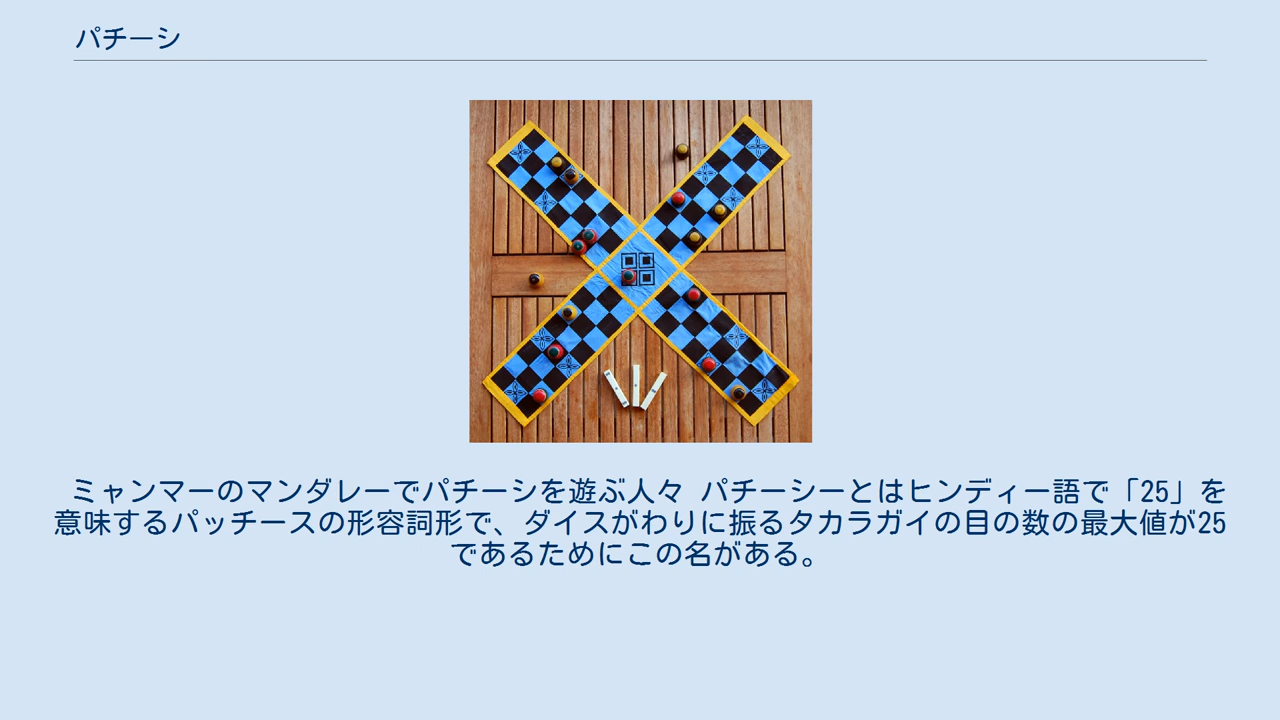 パチーシ
ミャンマーのマンダレーでパチーシを遊ぶ人々 パチーシーとはヒンディー語で「25」を
意味するパッチースの形容詞形で、ダイスがわりに振るタカラガイの目の数の最大値が25
であるためにこの名がある。